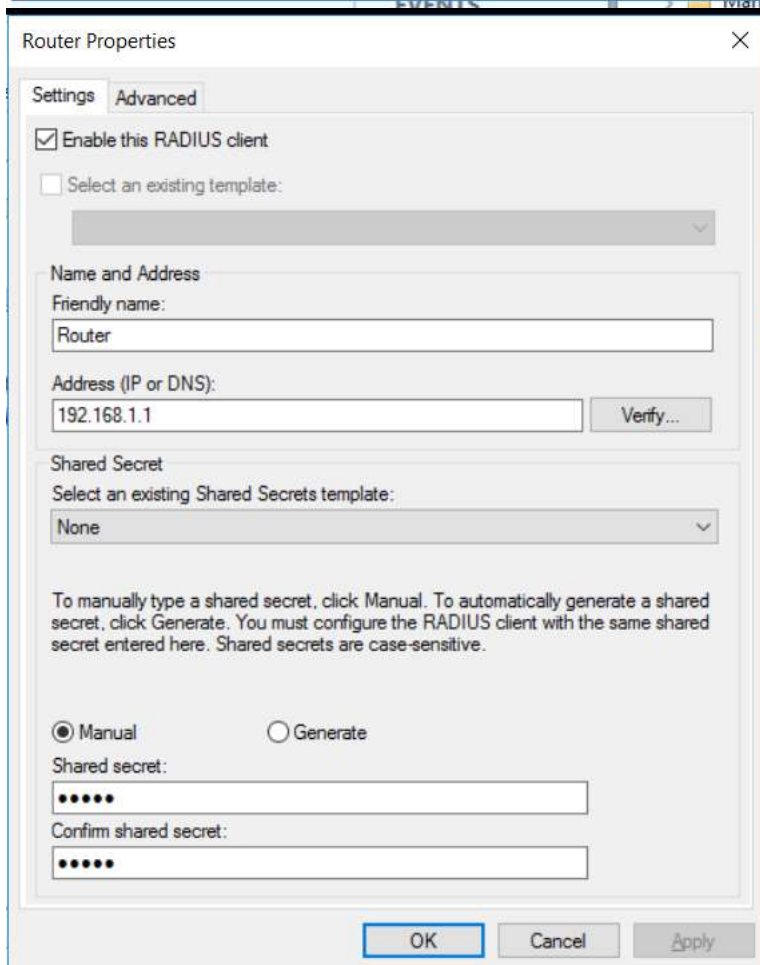 EVENTS
Router Properties
Settings Advanced
Enable this RADIUS client
Select an existing template:
Name and Address
Friendly name:
Router
Address (IP or DNS):
192.168.1.1 Verify...
Shared Secret
Select an existing Shared Secrets template:
None
To manually type a shared secret, click Manual. To automatically generate a shared
secret, click Generate. You must configure the RADIUS client with the same shared
secret entered here. Shared secrets are case-sensitive.
Manual Generate
Shared secret:
•••••
Confirm shared secret:
•••••
OK Cancel Apply